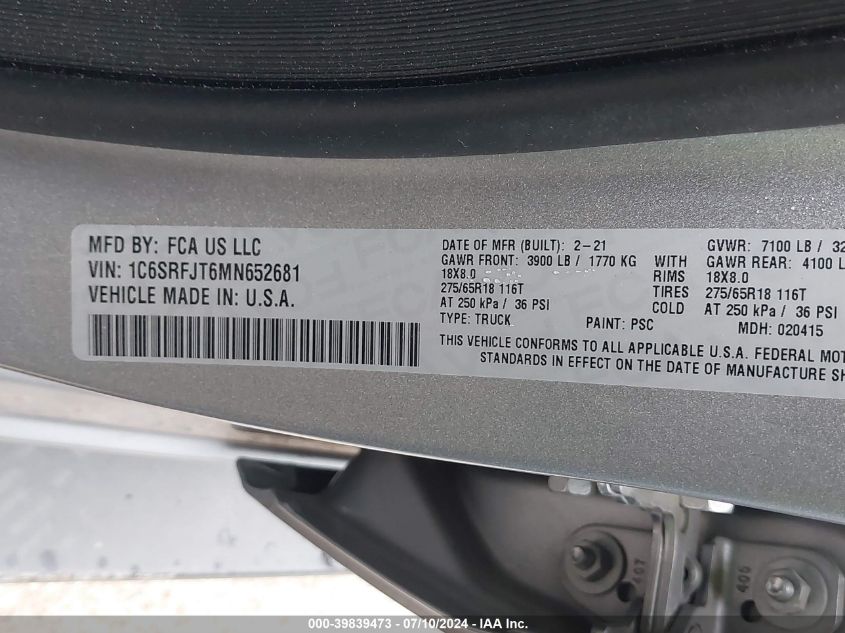 MFD BY: FCA US LLC
VIN: 1C6SRFJT6MN652681
VEHICLE MADE IN: U.S.A.
DATE OF MFR (BUILT): 2-21
GVWR: 7100 LB / 32
GAWR FRONT: 3900 LB / 1770 KG
GAWR REAR: 4100 L
18X8.0
RIMS
18X8.0
275/65R18 116T
TIRES
275/65R18 116T
AT 250 kPa / 36 PSI
COLD
AT 250 kPa / 36 PSI
TYPE: TRUCK
PAINT: PSC
MDH: 020415
THIS VEHICLE CONFORMS TO ALL APPLICABLE U.S.A. FEDERAL MOT
STANDARDS IN EFFECT ON THE DATE OF MANUFACTURE SH
407
000-39839473 - 07/10/2024 - IAA Inc.